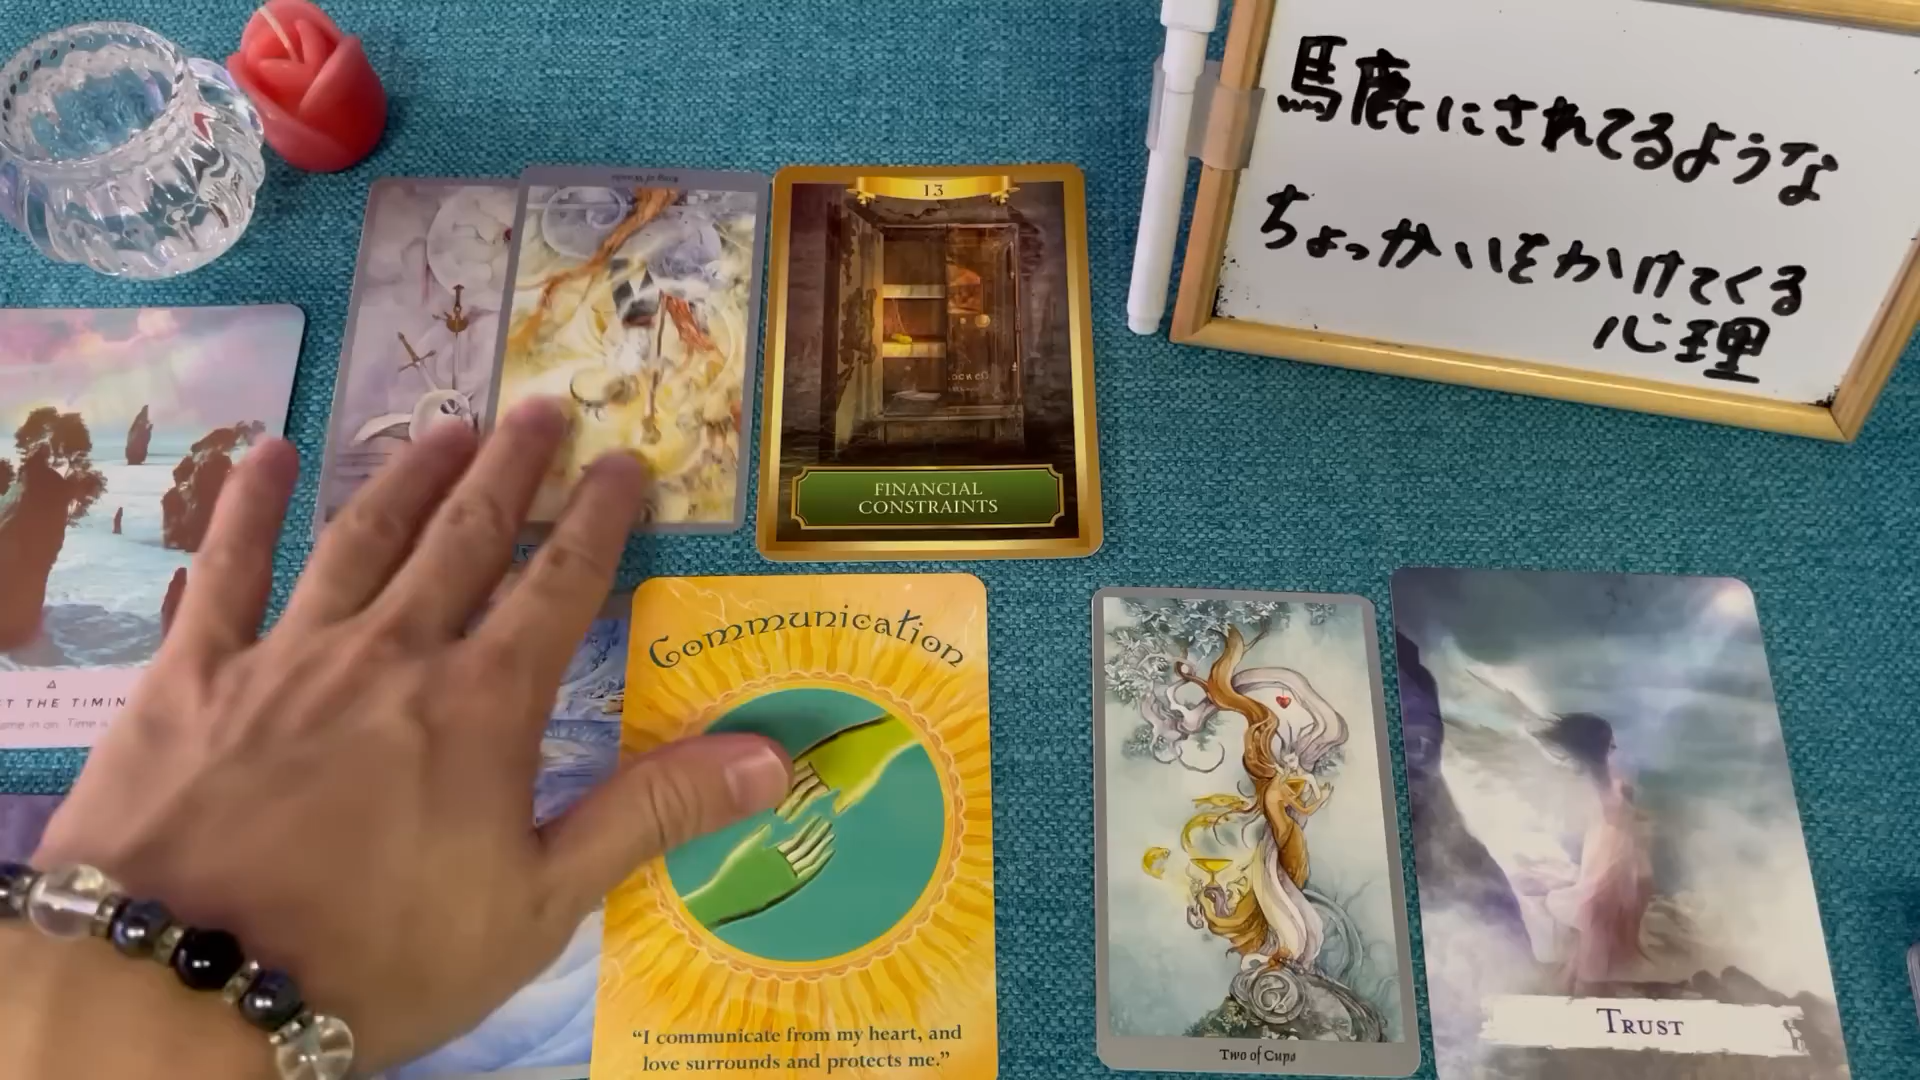 馬鹿にされてるような
ちょっかいをかけてくる
心理
13
FINANCIAL
CONSTRAINTS
Communication
"I communicate from my heart, and
love surrounds and protects me."
Two of Cups
TRUST
THE TIMIN